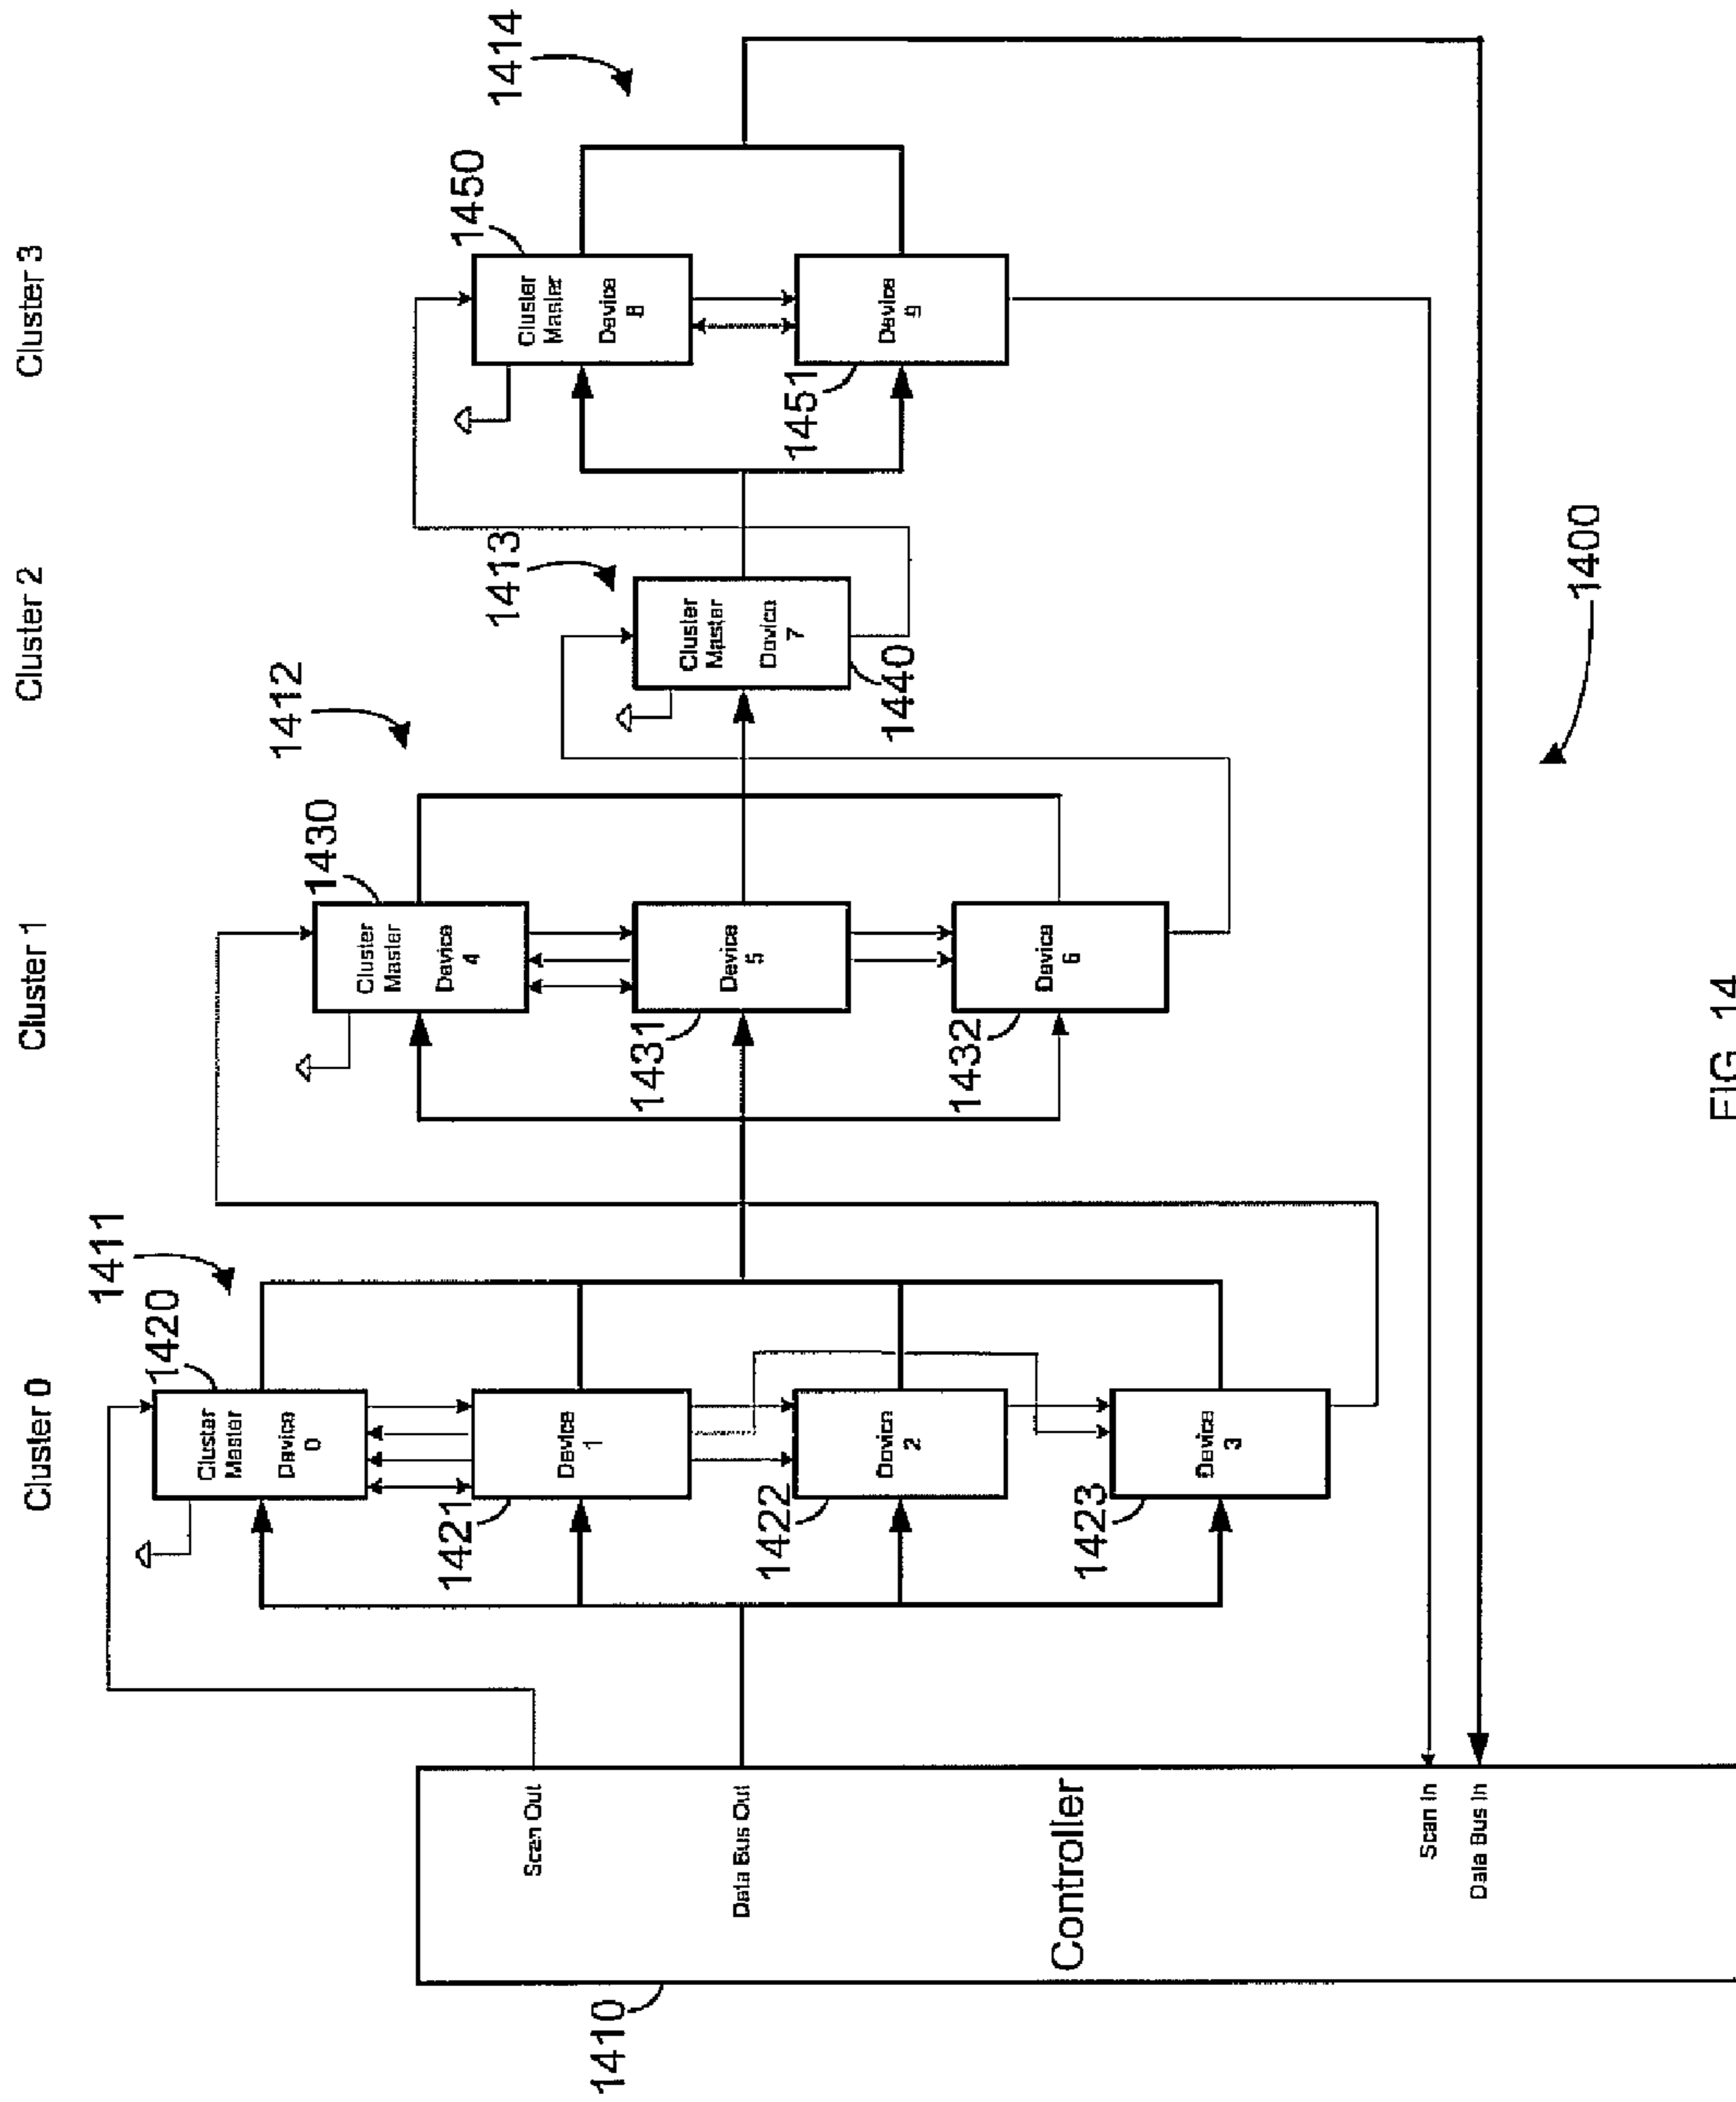 Cluster 0
Cluster 1
Cluster 2
Cluster 3
1411
1412
1413
1414
1420
Cluster
Master
Device
0
1421
Device
1
1422
Device
2
1423
Device
3
1430
Cluster
Master
Device
4
1431
Device
5
1432
Device
6
Cluster
Master
Device
7
1440
1450
Cluster
Master
Device
8
1451
Device
9
1410
Scan Out
Data Bus Out
Controller
Scan In
Data Bus In
1400
FIG. 14